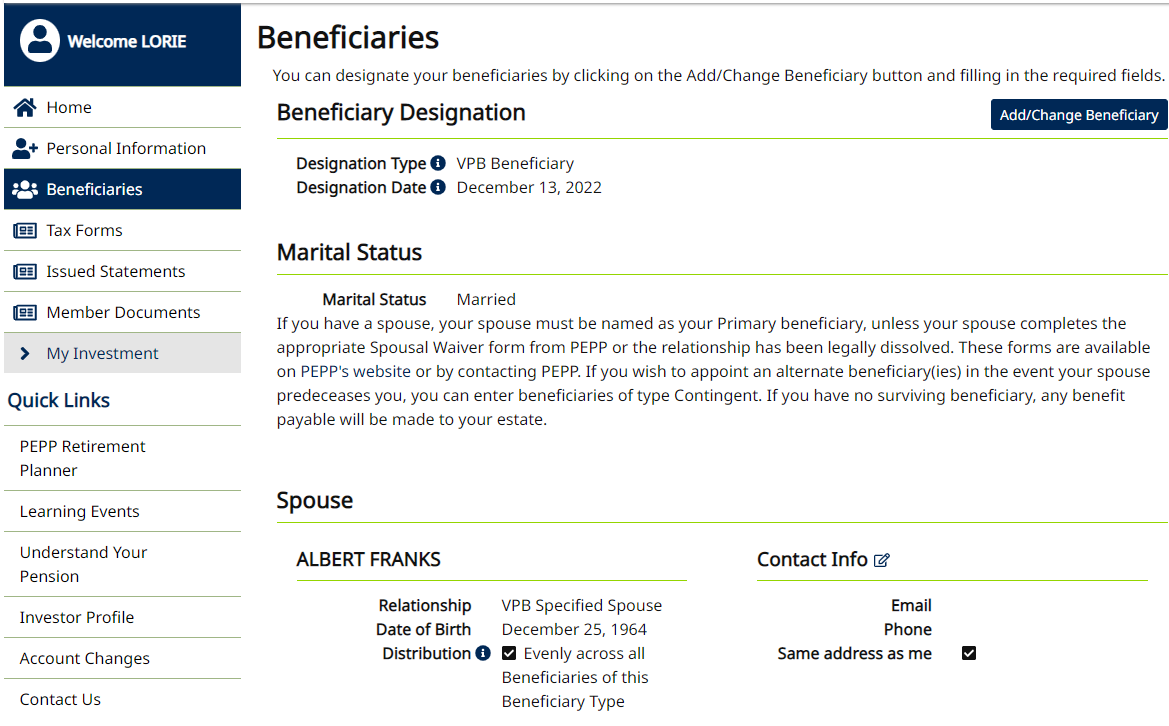 Welcome LORIE
Home
Personal Information
Beneficiaries
Tax Forms
Issued Statements
Member Documents
My Investment
Quick Links
PEPP Retirement
Planner
Learning Events
Understand Your
Pension
Investor Profile
Account Changes
Contact Us
Beneficiaries
You can designate your beneficiaries by clicking on the Add/Change Beneficiary button and filling in the required fields.
Beneficiary Designation
Add/Change Beneficiary
Designation Type VPB Beneficiary
Designation Date December 13, 2022
Marital Status
Marital Status Married
If you have a spouse, your spouse must be named as your Primary beneficiary, unless your spouse completes the
appropriate Spousal Waiver form from PEPP or the relationship has been legally dissolved. These forms are available
on PEPP's website or by contacting PEPP. If you wish to appoint an alternate beneficiary(ies) in the event your spouse
predeceases you, you can enter beneficiaries of type Contingent. If you have no surviving beneficiary, any benefit
payable will be made to your estate.
Spouse
ALBERT FRANKS
Relationship VPB Specified Spouse
Date of Birth December 25, 1964
Distribution Evenly across all
Beneficiaries of this
Beneficiary Type
Contact Info
Email
Phone
Same address as me